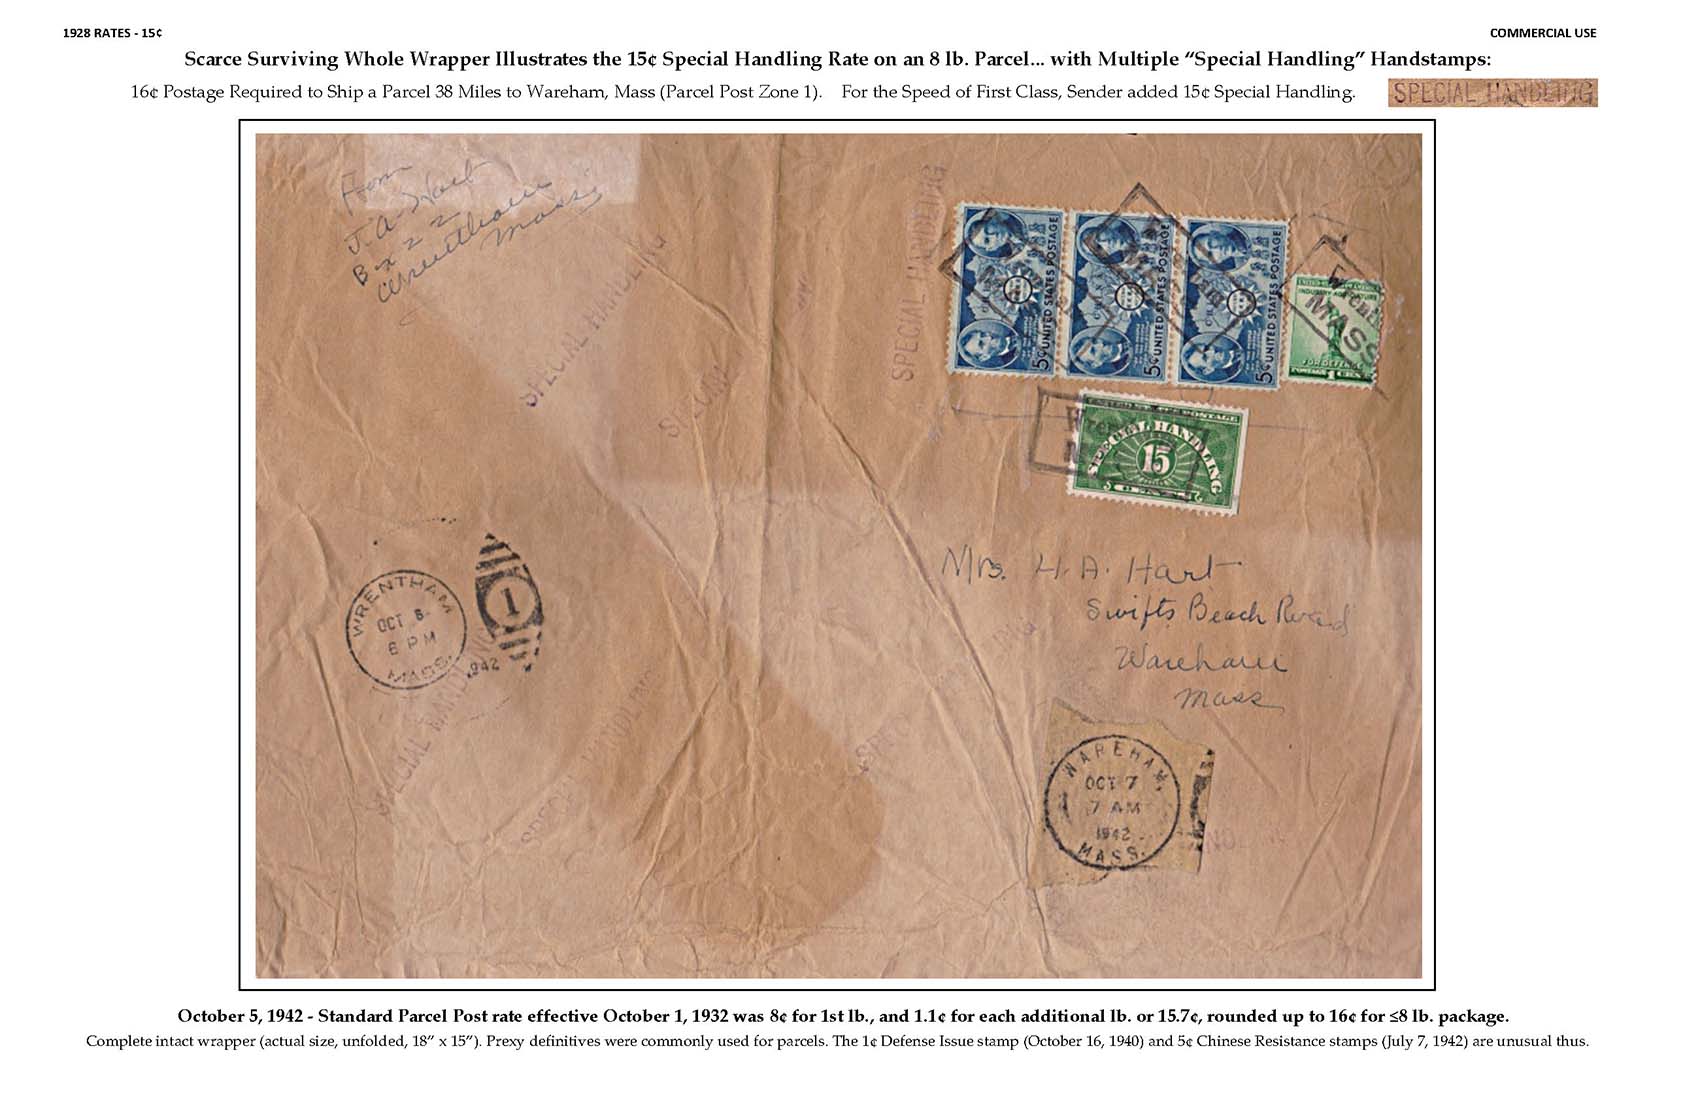 1928 RATES - 15¢
COMMERCIAL USE
Scarce Surviving Whole Wrapper Illustrates the 15¢ Special Handling Rate on an 8 lb. Parcel... with Multiple “Special Handling” Handstamps:
16¢ Postage Required to Ship a Parcel 38 Miles to Wareham, Mass (Parcel Post Zone 1). For the Speed of First Class, Sender added 15¢ Special Handling.
SPECIAL HANDLING
From
J. A. Hart
Box 22
Wrentham
Mass
SPECIAL HANDLING
SPECIAL HANDLING
SPECIAL
CHINA
5¢ UNITED STATES POSTAGE
CHINA
5¢ UNITED STATES POSTAGE
CHINA
5¢ UNITED STATES POSTAGE
MASS
FOR DEFENSE
POSTAGE 1 CENT
UNITED STATES POSTAGE
SPECIAL HANDLING
15
CENTS
Mrs. H. A. Hart
Swifts Beach Road
Wareham
Mass
WRENTHAM
OCT
6 PM
MASS.
1942
1
SPECIAL HANDLING
SPECIAL HANDLING
WAREHAM,
OCT 7
7 AM
1942
MASS.
October 5, 1942 - Standard Parcel Post rate effective October 1, 1932 was 8¢ for 1st lb., and 1.1¢ for each additional lb. or 15.7¢, rounded up to 16¢ for ≤8 lb. package.
Complete intact wrapper (actual size, unfolded, 18” x 15”). Prexy definitives were commonly used for parcels. The 1¢ Defense Issue stamp (October 16, 1940) and 5¢ Chinese Resistance stamps (July 7, 1942) are unusual thus.